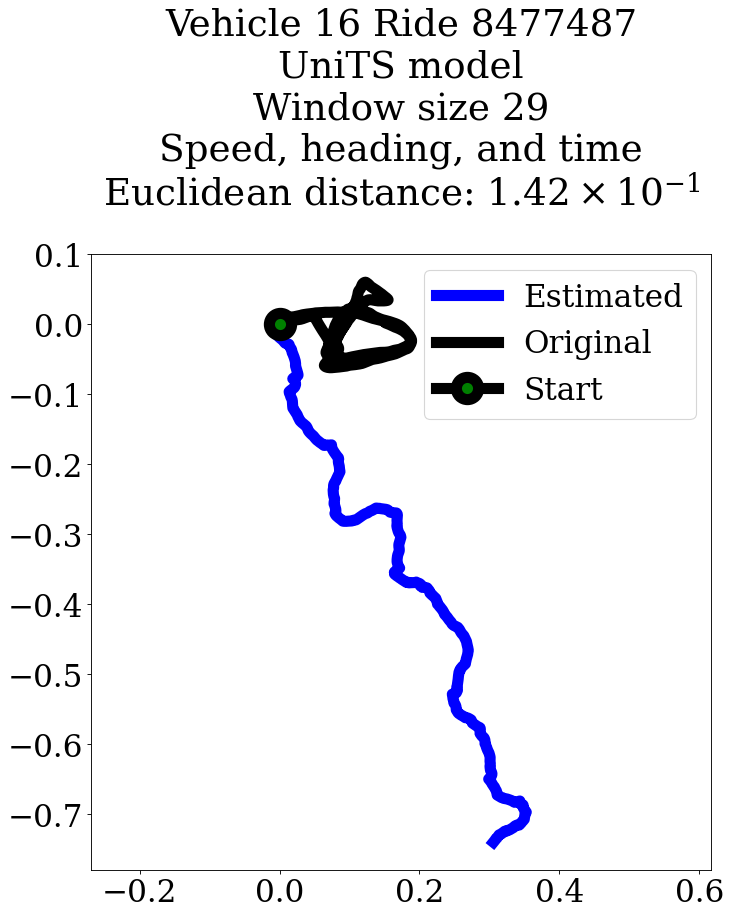 Vehicle 16 Ride 8477487
UniTS model
Window size 29
Speed, heading, and time
Euclidean distance: 1.42 × 10⁻¹
Estimated
Original
Start
0.1
0.0
−0.1
−0.2
−0.3
−0.4
−0.5
−0.6
−0.7
−0.2 0.0 0.2 0.4 0.6